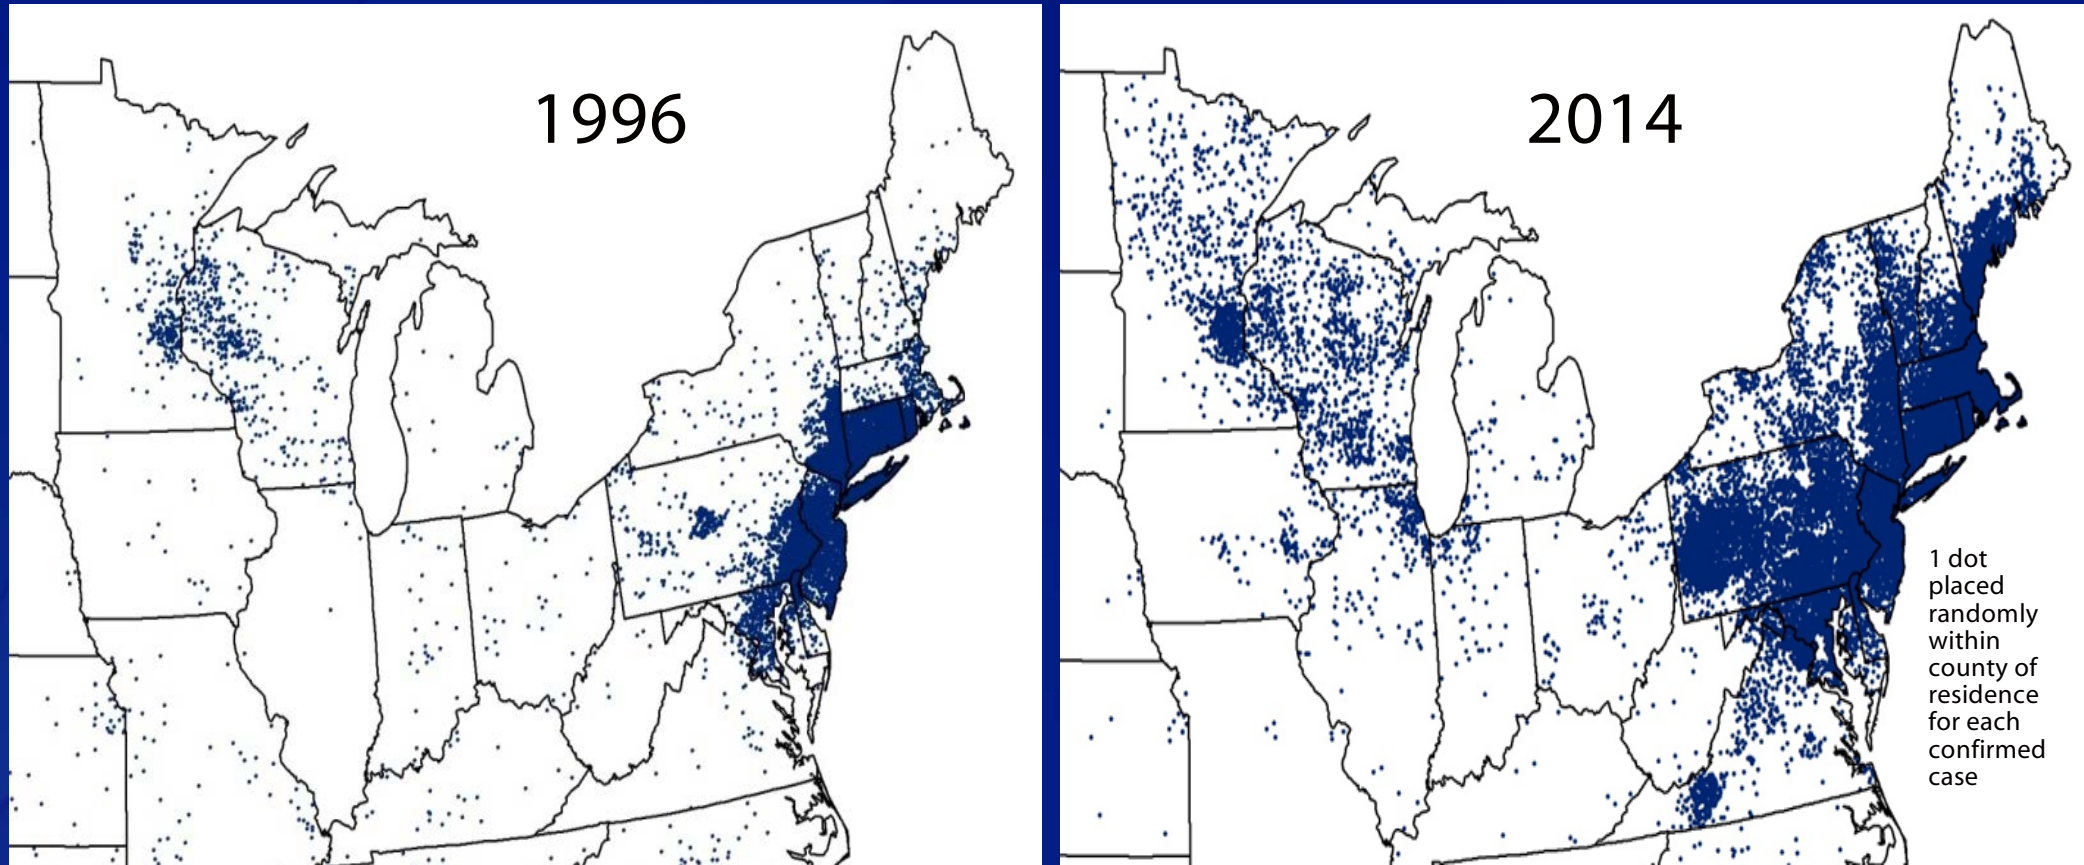 1996
2014
1 dot
placed
randomly
within
county of
residence
for each
confirmed
case